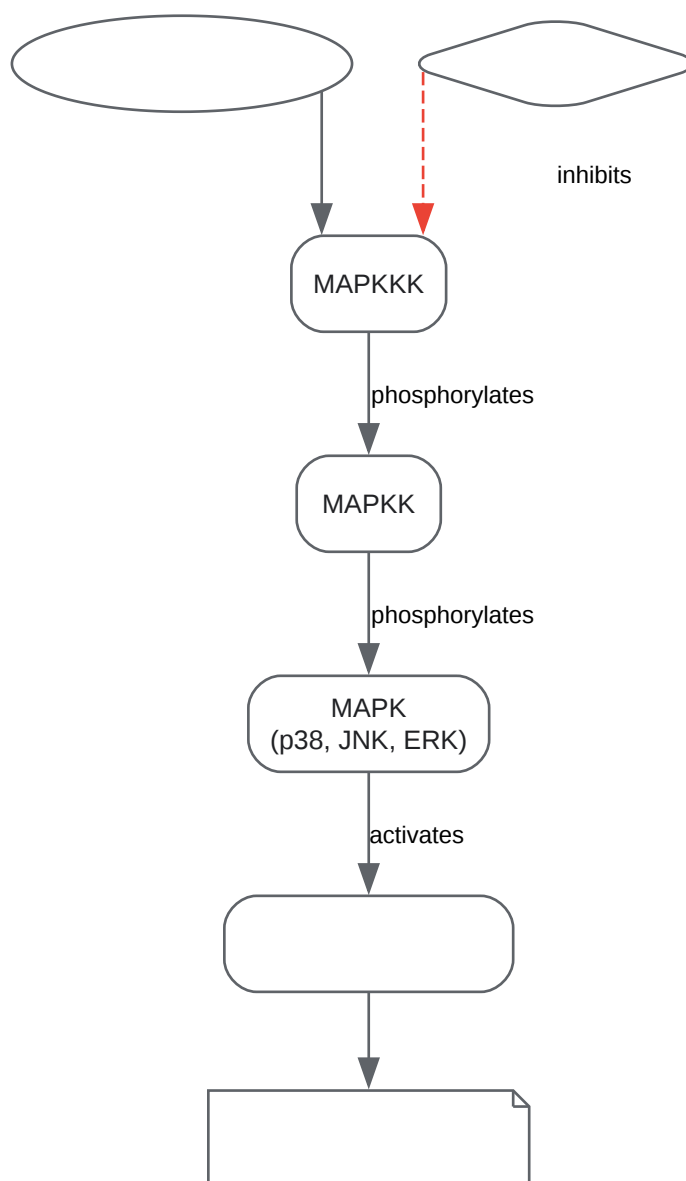 inhibits
MAPKKK
phosphorylates
MAPKK
phosphorylates
MAPK
(p38, JNK, ERK)
activates